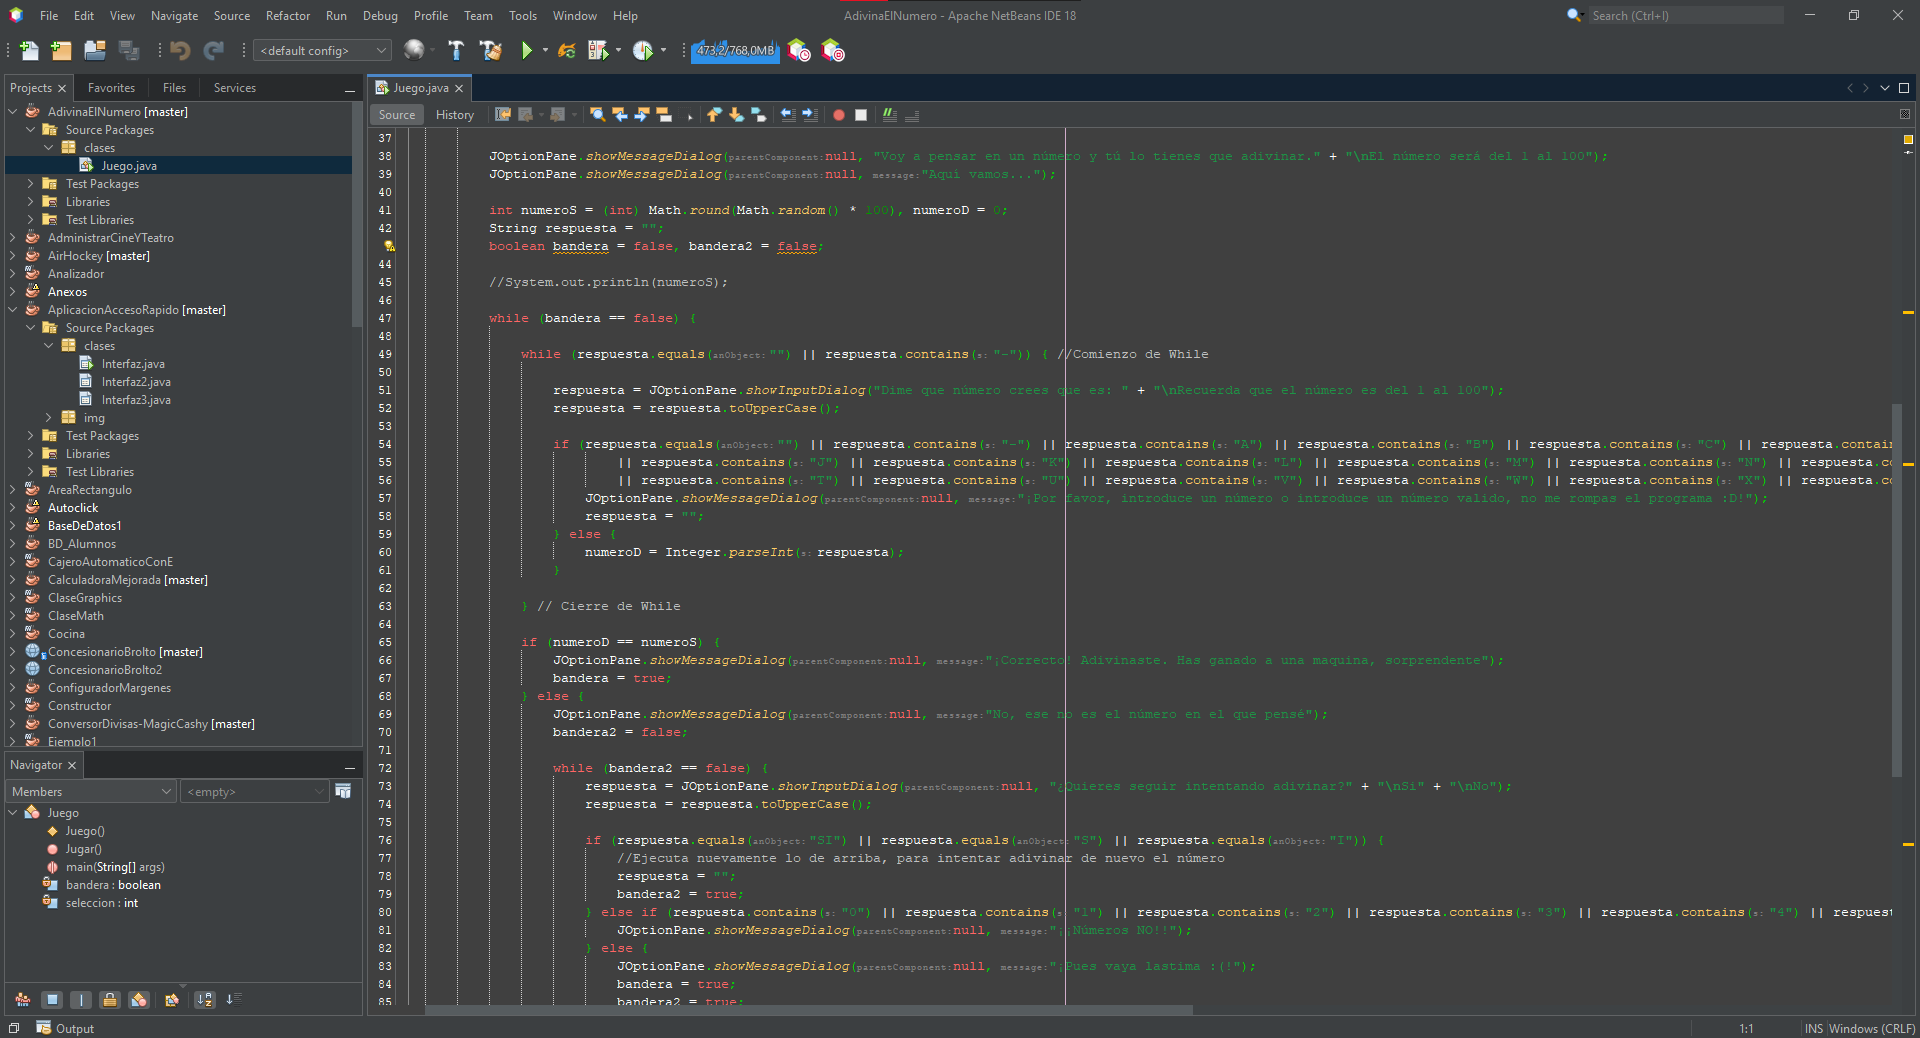 File Edit View Navigate Source Refactor Run Debug Profile Team Tools Window Help
AdivinaElNumero - Apache NetBeans IDE 18
Search (Ctrl+I)
<default config>
473,2/768,0MB
Projects Favorites Files Services
AdivinaElNumero [master]
Source Packages
clases
Juego.java
Test Packages
Libraries
Test Libraries
AdministrarCineYTeatro
AirHockey [master]
Analizador
Anexos
AplicacionAccesoRapido [master]
Source Packages
clases
Interfaz.java
Interfaz2.java
Interfaz3.java
img
Test Packages
Libraries
Test Libraries
AreaRectangulo
Autoclick
BaseDeDatos1
BD_Alumnos
CajeroAutomaticoConE
CalculadoraMejorada [master]
ClaseGraphics
ClaseMath
Cocina
ConcesionarioBrolto [master]
ConcesionarioBrolto2
ConfiguradorMargenes
Constructor
ConversorDivisas-MagicCashy [master]
Ejemplo1
Navigator
Members <empty>
Juego
Juego()
Jugar()
main(String[] args)
bandera : boolean
seleccion : int
Juego.java
Source History
37
38 JOptionPane.showMessageDialog(parentComponent: null, "Voy a pensar en un número y tú lo tienes que adivinar." + "\nEl número será del 1 al 100");
39 JOptionPane.showMessageDialog(parentComponent: null, message: "Aquí vamos...");
40
41 int numeroS = (int) Math.round(Math.random() * 100), numeroD = 0;
42 String respuesta = "";
boolean bandera = false, bandera2 = false;
44
45 //System.out.println(numeroS);
46
47 while (bandera == false) {
48
49 while (respuesta.equals(anObject: "") || respuesta.contains(s: "-")) { //Comienzo de While
50
51 respuesta = JOptionPane.showInputDialog("Dime que número crees que es: " + "\nRecuerda que el número es del 1 al 100");
52 respuesta = respuesta.toUpperCase();
53
54 if (respuesta.equals(anObject: "") || respuesta.contains(s: "-") || respuesta.contains(s: "A") || respuesta.contains(s: "B") || respuesta.contains(s: "C") || respuesta.contain
55 || respuesta.contains(s: "J") || respuesta.contains(s: "K") || respuesta.contains(s: "L") || respuesta.contains(s: "M") || respuesta.contains(s: "N") || respuesta.co
56 || respuesta.contains(s: "T") || respuesta.contains(s: "U") || respuesta.contains(s: "V") || respuesta.contains(s: "W") || respuesta.contains(s: "X") || respuesta.co
57 JOptionPane.showMessageDialog(parentComponent: null, message: "¡Por favor, introduce un número o introduce un número valido, no me rompas el programa :D!");
58 respuesta = "";
59 } else {
60 numeroD = Integer.parseInt(s: respuesta);
61 }
62
63 } // Cierre de While
64
65 if (numeroD == numeroS) {
66 JOptionPane.showMessageDialog(parentComponent: null, message: "¡Correcto! Adivinaste. Has ganado a una maquina, sorprendente");
67 bandera = true;
68 } else {
69 JOptionPane.showMessageDialog(parentComponent: null, message: "No, ese no es el número en el que pensé");
70 bandera2 = false;
71
72 while (bandera2 == false) {
73 respuesta = JOptionPane.showInputDialog(parentComponent: null, "¿Quieres seguir intentando adivinar?" + "\nSi" + "\nNo");
74 respuesta = respuesta.toUpperCase();
75
76 if (respuesta.equals(anObject: "SI") || respuesta.equals(anObject: "S") || respuesta.equals(anObject: "I")) {
77 //Ejecuta nuevamente lo de arriba, para intentar adivinar de nuevo el número
78 respuesta = "";
79 bandera2 = true;
80 } else if (respuesta.contains(s: "0") || respuesta.contains(s: "1") || respuesta.contains(s: "2") || respuesta.contains(s: "3") || respuesta.contains(s: "4") || respuest
81 JOptionPane.showMessageDialog(parentComponent: null, message: "¡¡Números NO!!");
82 } else {
83 JOptionPane.showMessageDialog(parentComponent: null, message: "¡Pues vaya lastima :(!");
84 bandera = true;
85 bandera2 = true;
Output
1:1 INS Windows (CRLF)